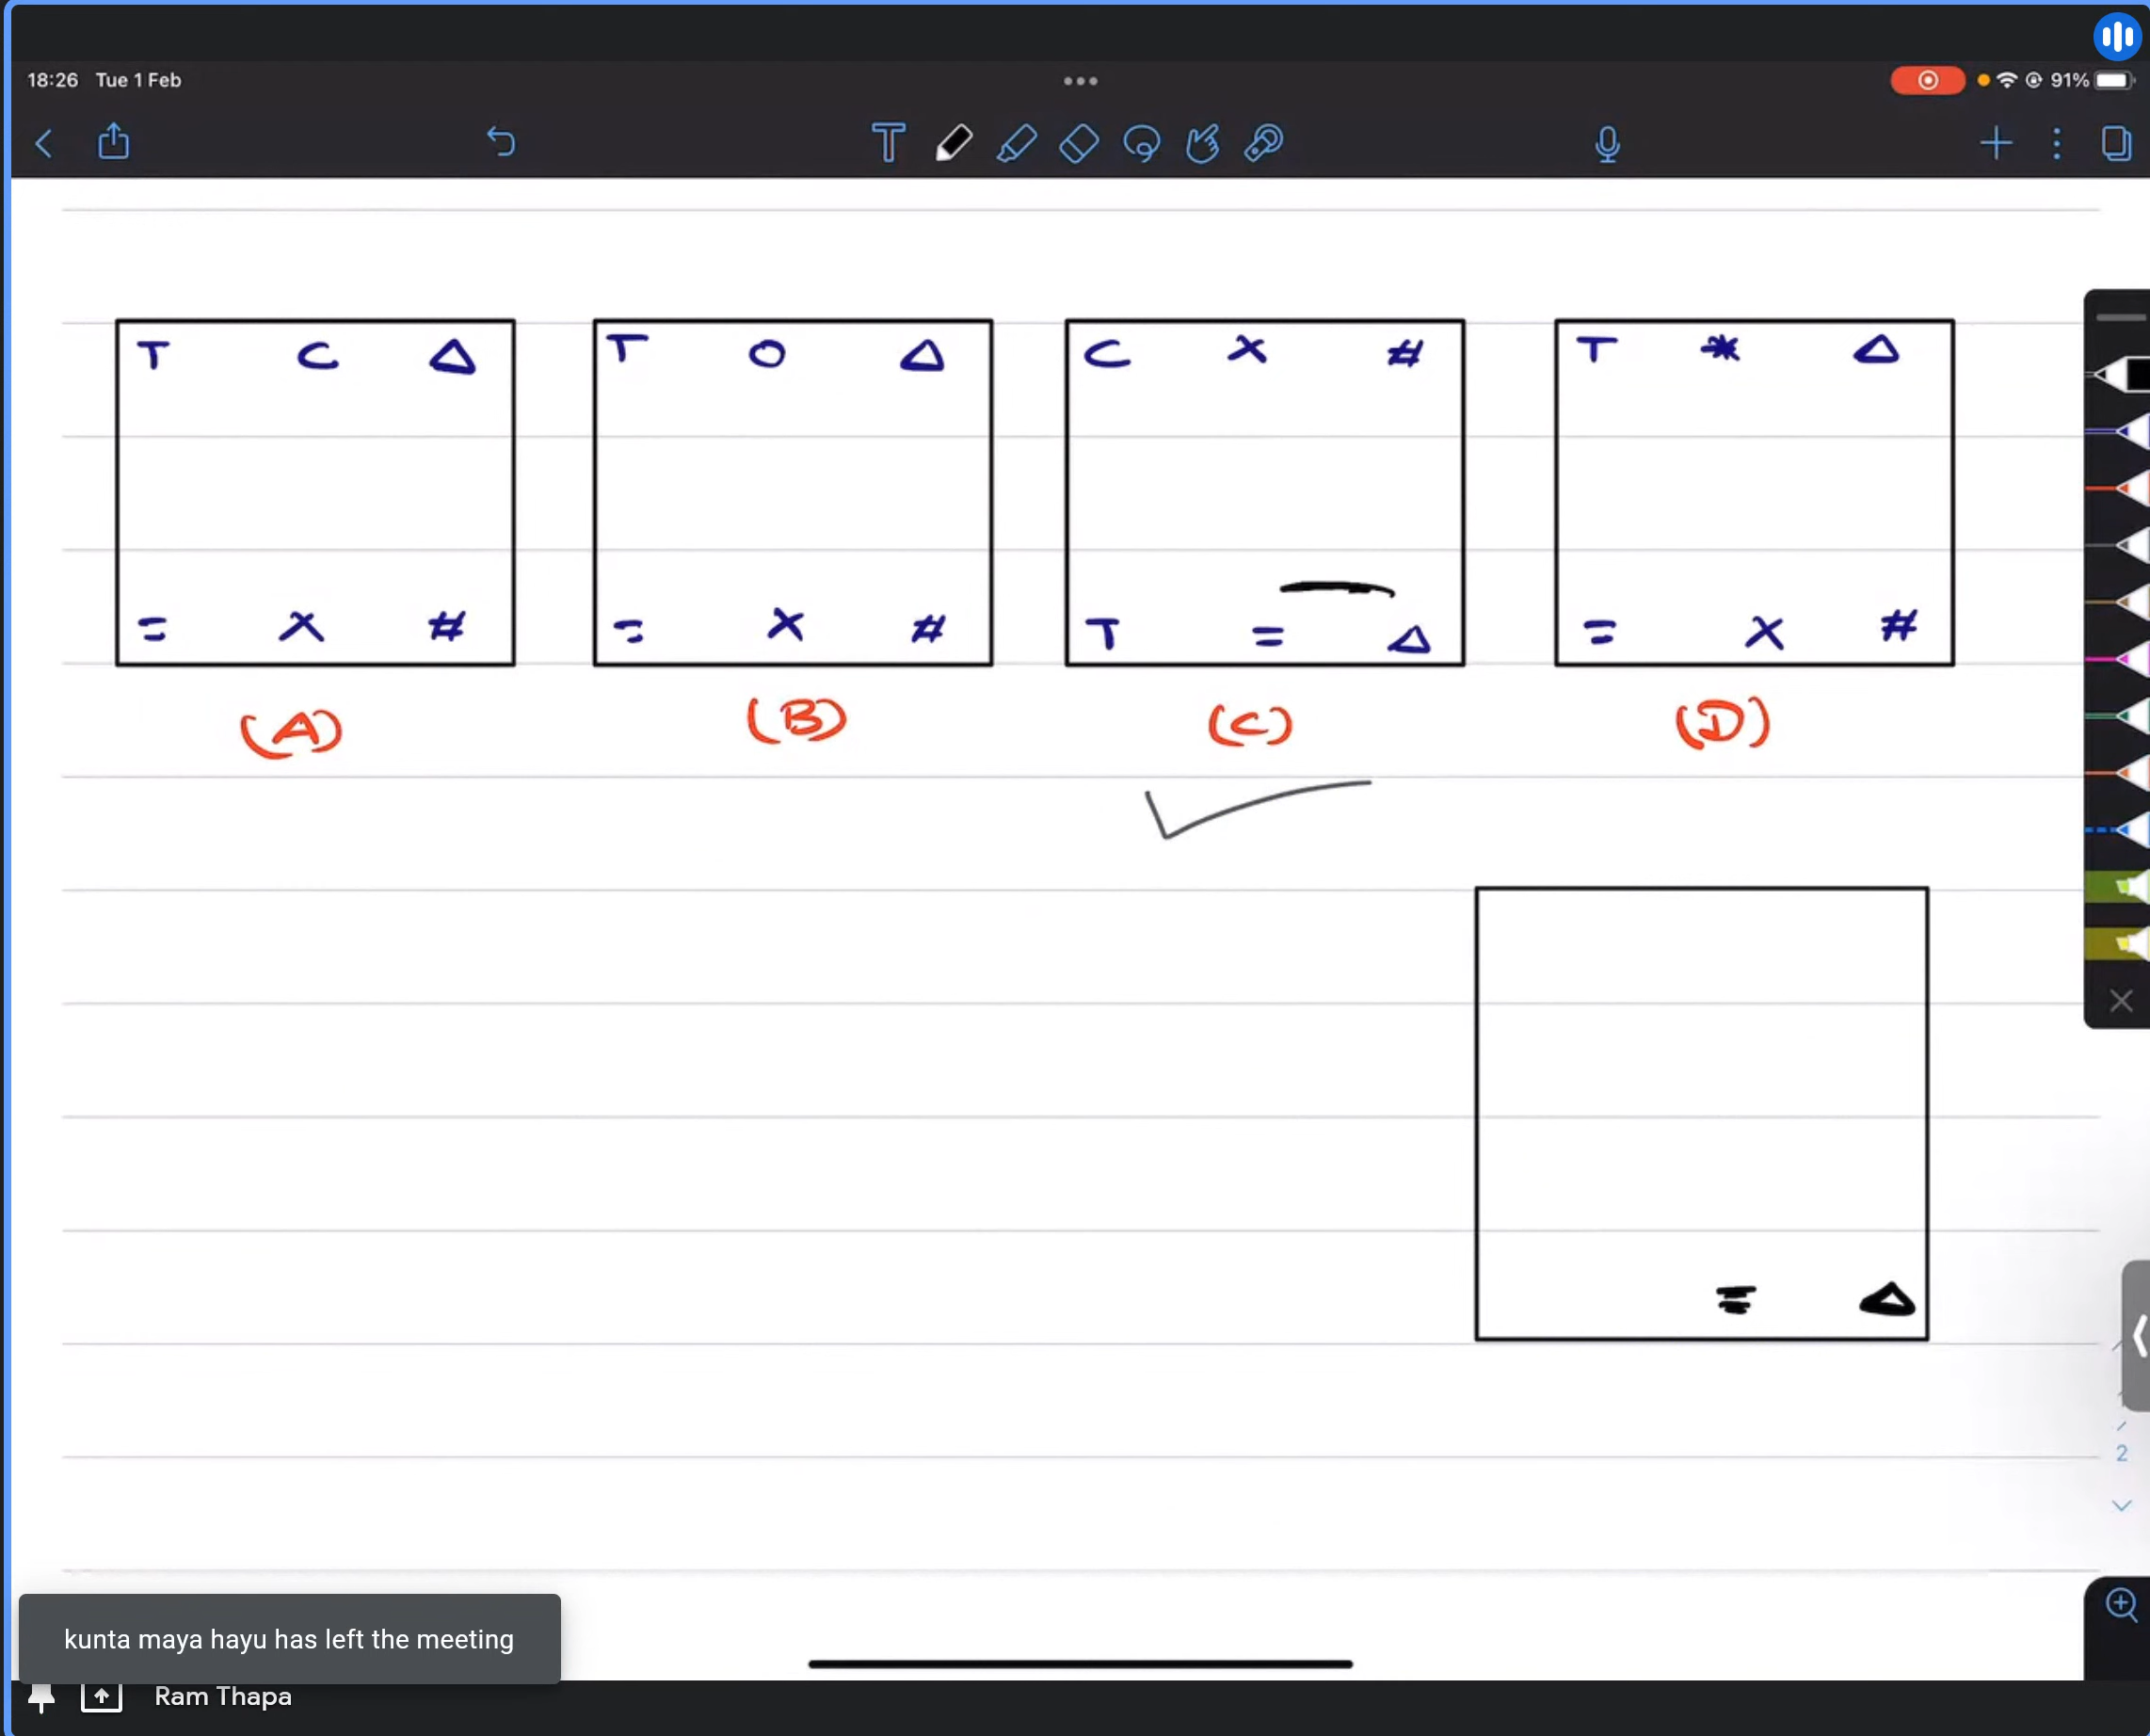 18:26 Tue 1 Feb
91%
T
T C Δ
T O Δ
C X #
T * Δ
= X #
= X #
T = Δ
= X #
(A)
(B)
(C)
(D)
= Δ
2
kunta maya hayu has left the meeting
Ram Thapa